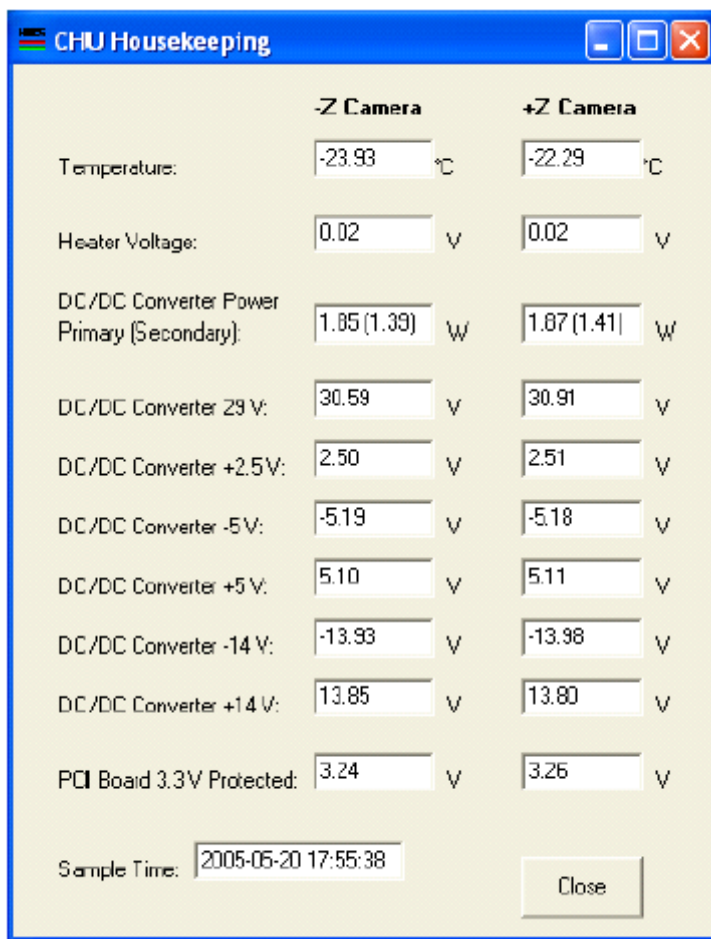 CHU Housekeeping
-Z Camera +Z Camera
Temperature: -23.93 °C -22.29 °C
Heater Voltage: 0.02 V 0.02 V
DC/DC Converter Power
Primary (Secondary): 1.85 (1.39) W 1.87 (1.41) W
DC/DC Converter 29 V: 30.59 V 30.91 V
DC/DC Converter +2.5 V: 2.50 V 2.51 V
DC/DC Converter -5 V: -5.19 V -5.18 V
DC/DC Converter +5 V: 5.10 V 5.11 V
DC/DC Converter -14 V: -13.93 V -13.98 V
DC/DC Converter +14 V: 13.85 V 13.80 V
PCI Board 3.3 V Protected: 3.24 V 3.26 V
Sample Time: 2005-05-20 17:55:38
Close